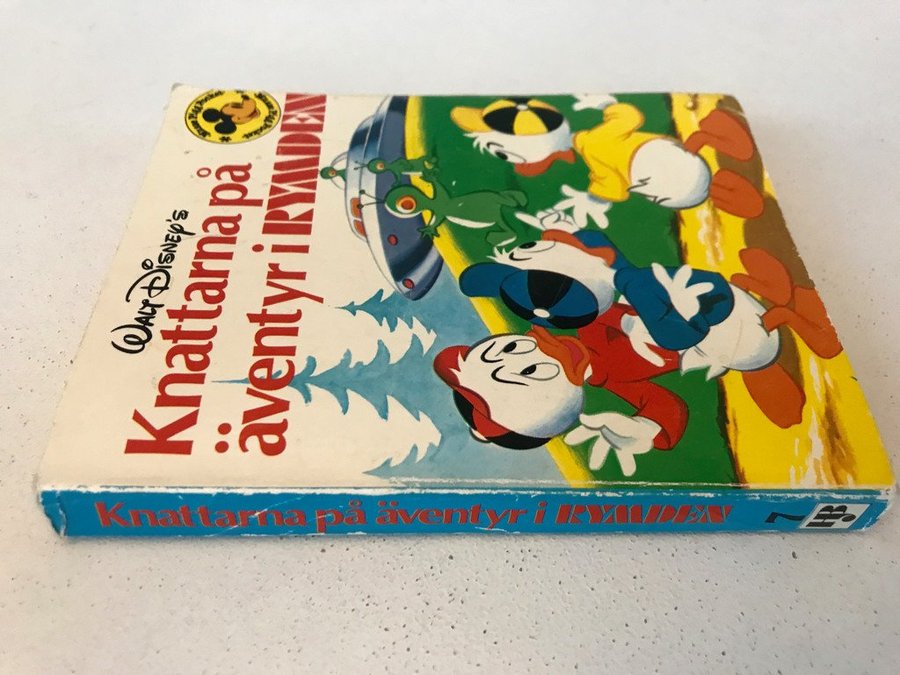 WALT DISNEY'S
Knattarna på
äventyr i RYMDEN
Knattarna på äventyr i RYMDEN
7
HB